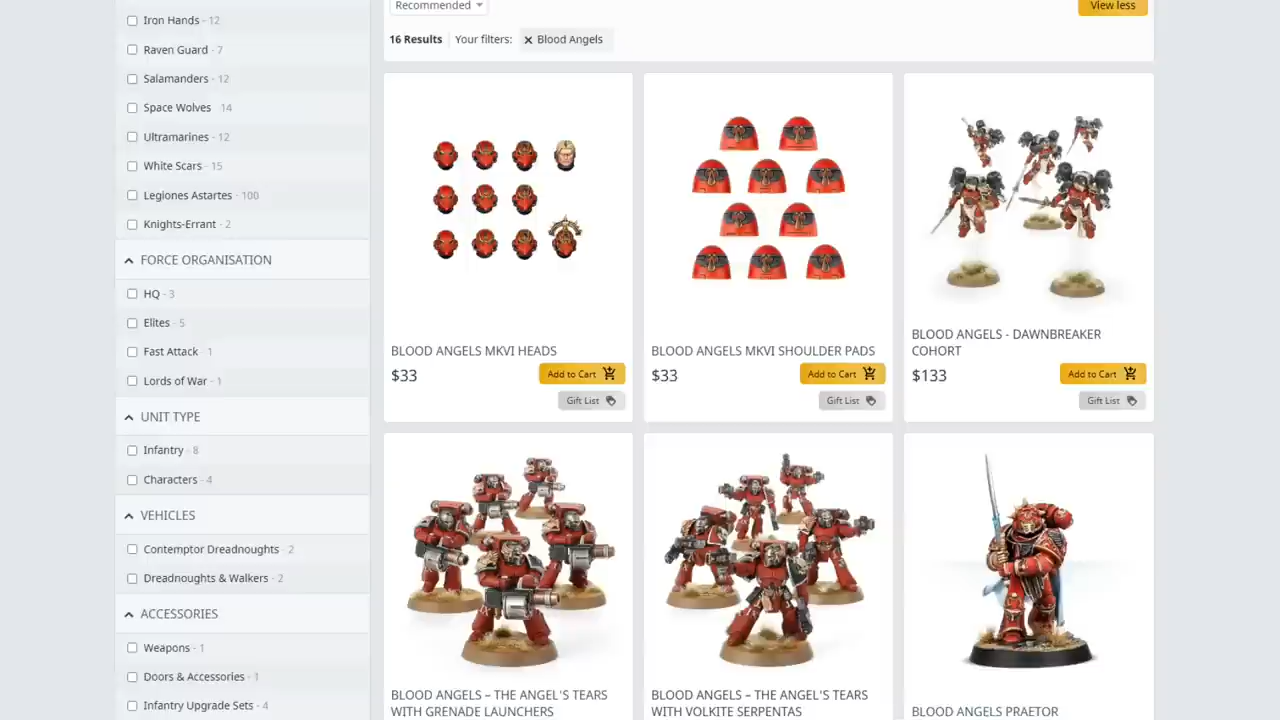 Iron Hands - 12
Raven Guard - 7
Salamanders - 12
Space Wolves - 14
Ultramarines - 12
White Scars - 15
Legiones Astartes - 100
Knights-Errant - 2
FORCE ORGANISATION
HQ - 3
Elites - 5
Fast Attack - 1
Lords of War - 1
UNIT TYPE
Infantry - 8
Characters - 4
VEHICLES
Contemptor Dreadnoughts - 2
Dreadnoughts & Walkers - 2
ACCESSORIES
Weapons - 1
Doors & Accessories - 1
Infantry Upgrade Sets - 4
Recommended
View less
16 Results
Your filters:
Blood Angels
BLOOD ANGELS MKVI HEADS
$33
Add to Cart
Gift List
BLOOD ANGELS MKVI SHOULDER PADS
$33
Add to Cart
Gift List
BLOOD ANGELS - DAWNBREAKER
COHORT
$133
Add to Cart
Gift List
BLOOD ANGELS – THE ANGEL'S TEARS
WITH GRENADE LAUNCHERS
BLOOD ANGELS – THE ANGEL'S TEARS
WITH VOLKITE SERPENTAS
BLOOD ANGELS PRAETOR